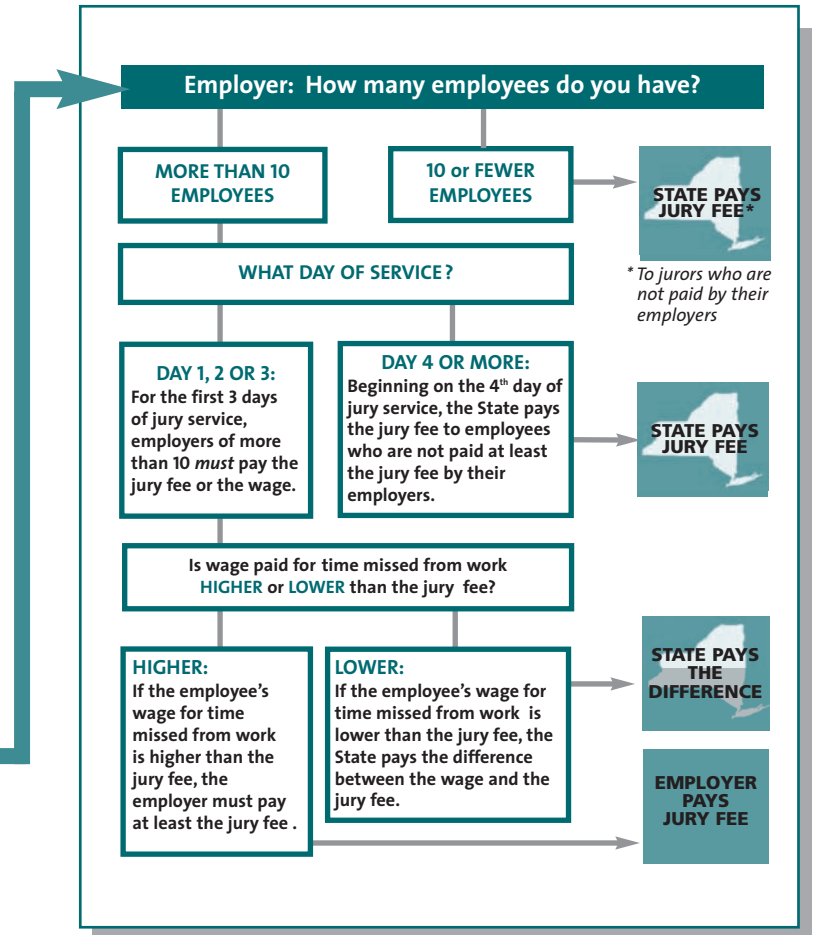 Employer: How many employees do you have?
MORE THAN 10
EMPLOYEES
10 or FEWER
EMPLOYEES
STATE PAYS
JURY FEE*
* To jurors who are
not paid by their
employers
WHAT DAY OF SERVICE?
DAY 1, 2 OR 3:
For the first 3 days
of jury service,
employers of more
than 10 must pay the
jury fee or the wage.
DAY 4 OR MORE:
Beginning on the 4th day of
jury service, the State pays
the jury fee to employees
who are not paid at least
the jury fee by their
employers.
STATE PAYS
JURY FEE
Is wage paid for time missed from work
HIGHER or LOWER than the jury fee?
HIGHER:
If the employee's
wage for time
missed from work
is higher than the
jury fee, the
employer must pay
at least the jury fee .
LOWER:
If the employee's wage for
time missed from work is
lower than the jury fee, the
State pays the difference
between the wage and the
jury fee.
STATE PAYS
THE
DIFFERENCE
EMPLOYER
PAYS
JURY FEE